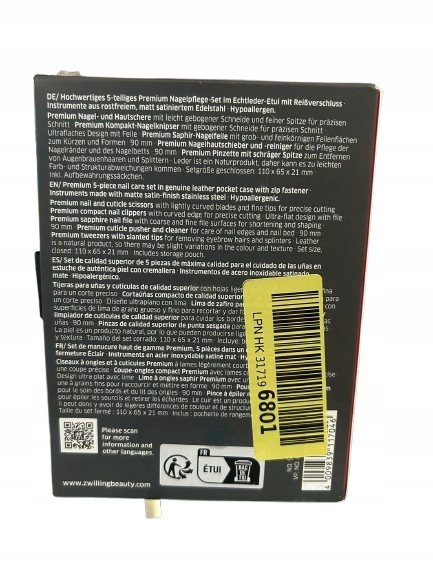 DE/ Hochwertiges 5-teiliges Premium Nagelpflege-Set im Echtleder-Etui mit Reißverschluss ·
Instrumente aus rostfreiem, matt satiniertem Edelstahl · Hypoallergen.
Premium Nagel- und Hautschere mit leicht gebogener Schneide und feiner Spitze für präzisen
Schnitt · Premium Kompakt-Nagelknipser mit gebogener Schneide für präzisen Schnitt ·
Ultraflaches Design mit Feile · Premium Saphir-Nagelfeile mit grob- und feinkörnigen Feilenflächen
zum Kürzen und Formen · 90 mm · Premium Nagelhautschieber und -reiniger für die Pflege der
Nagelränder und des Nagelbetts · 90 mm · Premium Pinzette mit schräger Spitze zum Entfernen
von Augenbrauenhaaren und Splittern · Leder ist ein Naturprodukt, daher kann es zu leichten
Farb- und Strukturabweichungen kommen · Setgröße geschlossen: 110 x 65 x 21 mm ·
Inkl. Aufbewahrungssäckchen.
EN/ Premium 5-piece nail care set in genuine leather pocket case with zip fastener ·
Instruments made with matte satin-finish stainless steel · Hypoallergenic.
Premium nail and cuticle scissors with lightly curved blades and fine tips for precise cutting ·
Premium compact nail clippers with curved edge for precise cutting · Ultra-flat design with file ·
Premium sapphire nail file with coarse and fine file surfaces for shortening and shaping ·
90 mm · Premium cuticle pusher and cleaner for care of nail edges and nail bed · 90 mm ·
Premium tweezers with slanted tips for removing eyebrow hairs and splinters · Leather
is a natural product, so there may be slight variations in the colour and texture · Set size,
closed: 110 x 65 x 21 mm · Includes storage pouch.
ES/ Set de calidad superior de 5 piezas de máxima calidad para el cuidado de las uñas en
estuche de auténtica piel con cremallera · Instrumentos de acero inoxidable satinado
mate · Hipoalergénico.
Tijeras para uñas y cutículas de calidad superior con hojas
para un corte preciso · Cortaúñas compacto de calidad superior
un corte preciso · Diseño ultraplano con lima · Lima de zafiro
superficies de lima de grano grueso y fino para recortar y dar
limpiador de cutículas de calidad superior para cuidar los bordes
uñas · 90 mm · Pinzas de calidad superior de punta sesgada
La piel es un producto natural, por lo que pueden producirse
y textura · Tamaño del set cerrado: 110 x 65 x 21 mm · Incluye
FR/ Set de manucure haut de gamme Premium, 5 pièces dans un
fermeture Éclair · Instruments en acier inoxydable satiné mat ·
Ciseaux à ongles et à cuticules Premium à lames légèrement
une coupe précise · Coupe-ongles compact Premium avec lames
Design ultra plat avec lime · Lime à ongles saphir Premium avec
une à grains fins pour raccourcir et mettre en forme · 90 mm
pour le soin des bords et du lit des ongles · 90 mm · Pince à
épiler les sourcils et retirer les échardes · Le cuir est un produit
il peut donc y avoir de légères différences de couleur et de
Taille du set fermé : 110 x 65 x 21 mm · Inclus : pochette de
Please scan
for more
information and
other languages.
FR
ÉTUI
BAC
DE
TRI
www.zwillingbeauty.com
LPN HK 31719
6891
4 009839 117046